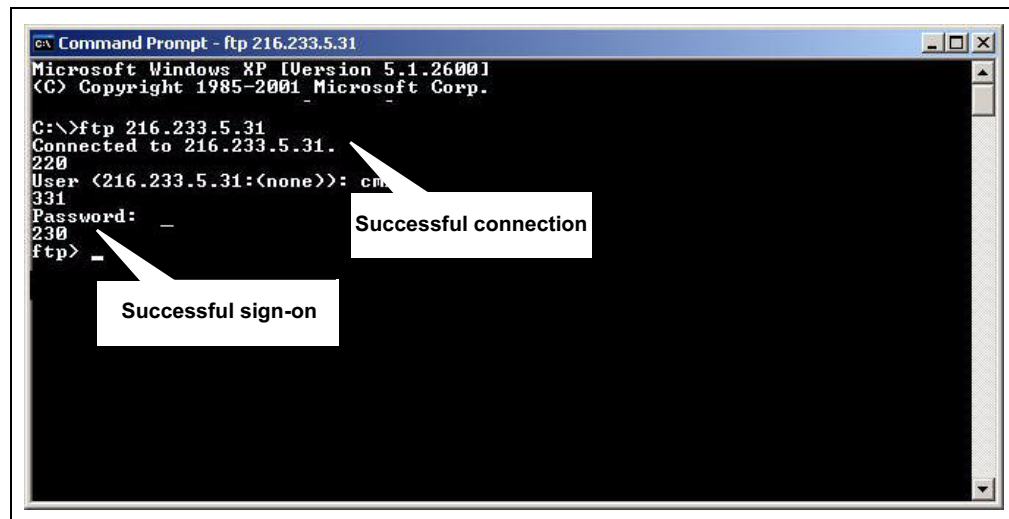 Command Prompt - ftp 216.233.5.31
Microsoft Windows XP [Version 5.1.2600]
(C) Copyright 1985-2001 Microsoft Corp.
C:\>ftp 216.233.5.31
Connected to 216.233.5.31.
220
User (216.233.5.31:(none)):
331
Password:
230
ftp>
Successful connection
Successful sign-on